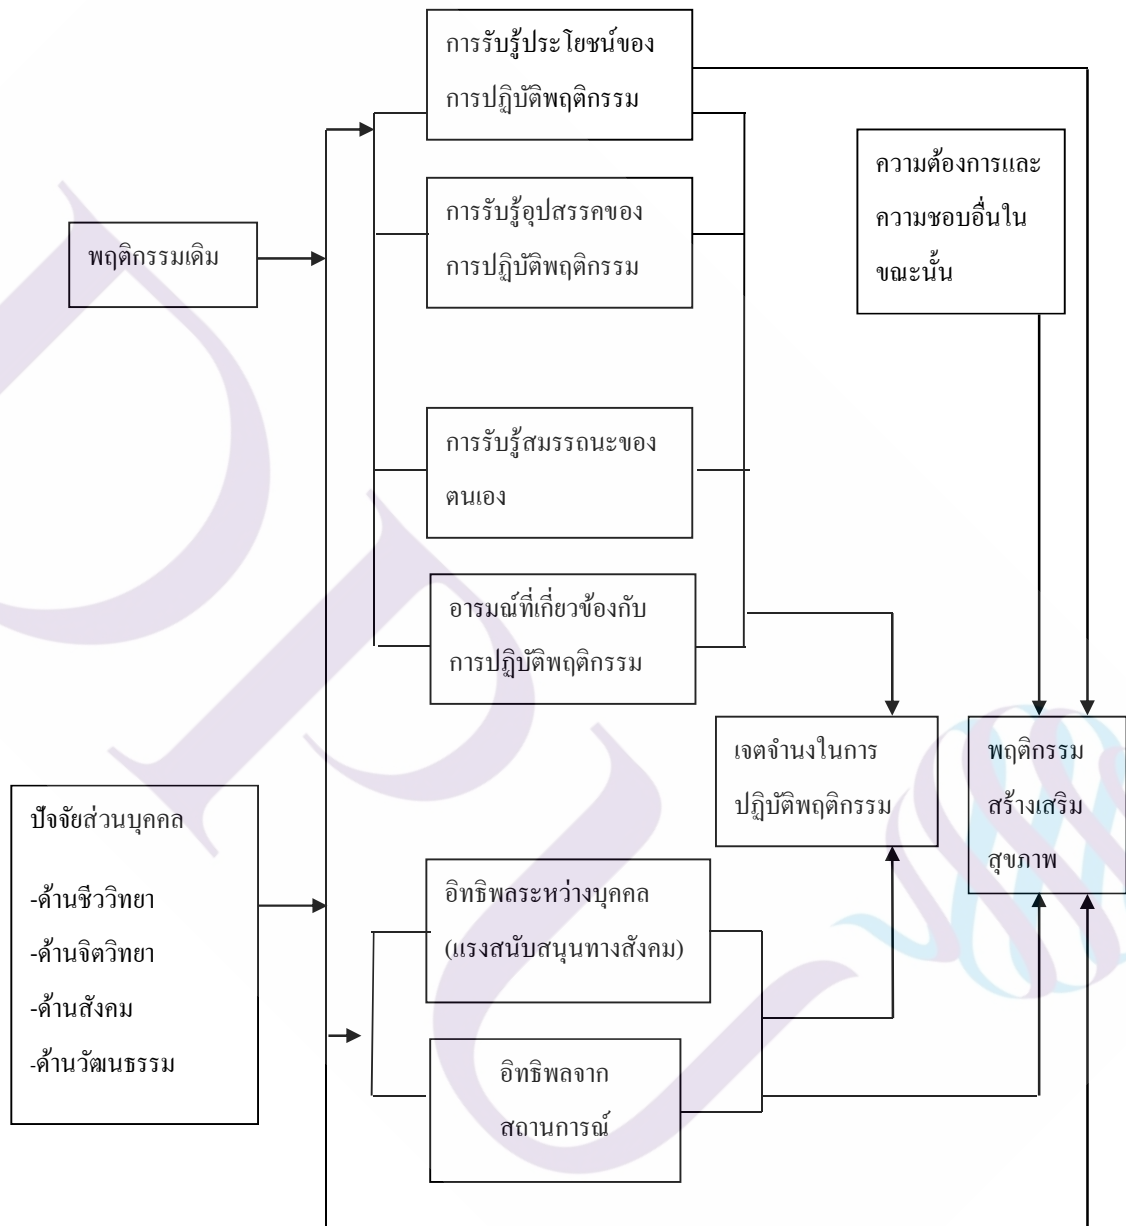 การรับรู้ประโยชน์ของ
การปฏิบัติพฤติกรรม
ความต้องการและ
ความชอบอื่นใน
ขณะนั้น
การรับรู้อุปสรรคของ
การปฏิบัติพฤติกรรม
พฤติกรรมเดิม
การรับรู้สมรรถนะของ
ตนเอง
อารมณ์ที่เกี่ยวข้องกับ
การปฏิบัติพฤติกรรม
เจตจำนงในการ
ปฏิบัติพฤติกรรม
พฤติกรรม
สร้างเสริม
สุขภาพ
ปัจจัยส่วนบุคคล
-ด้านชีววิทยา
-ด้านจิตวิทยา
-ด้านสังคม
-ด้านวัฒนธรรม
อิทธิพลระหว่างบุคคล
(แรงสนับสนุนทางสังคม)
อิทธิพลจาก
สถานการณ์
DPU